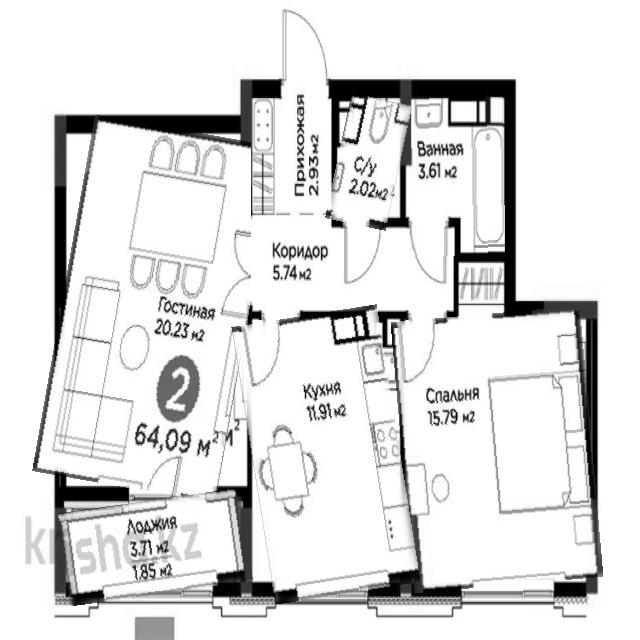 Прихожая
2.93 м2
С/у
2.02 м2
Ванная
3.61 м2
Коридор
5.74 м2
Гостиная
20.23 м2
2
64,09 м²
м²
Кухня
11.91 м2
Спальня
15.79 м2
Лоджия
3.71 м2
1.85 м2
krisha.kz